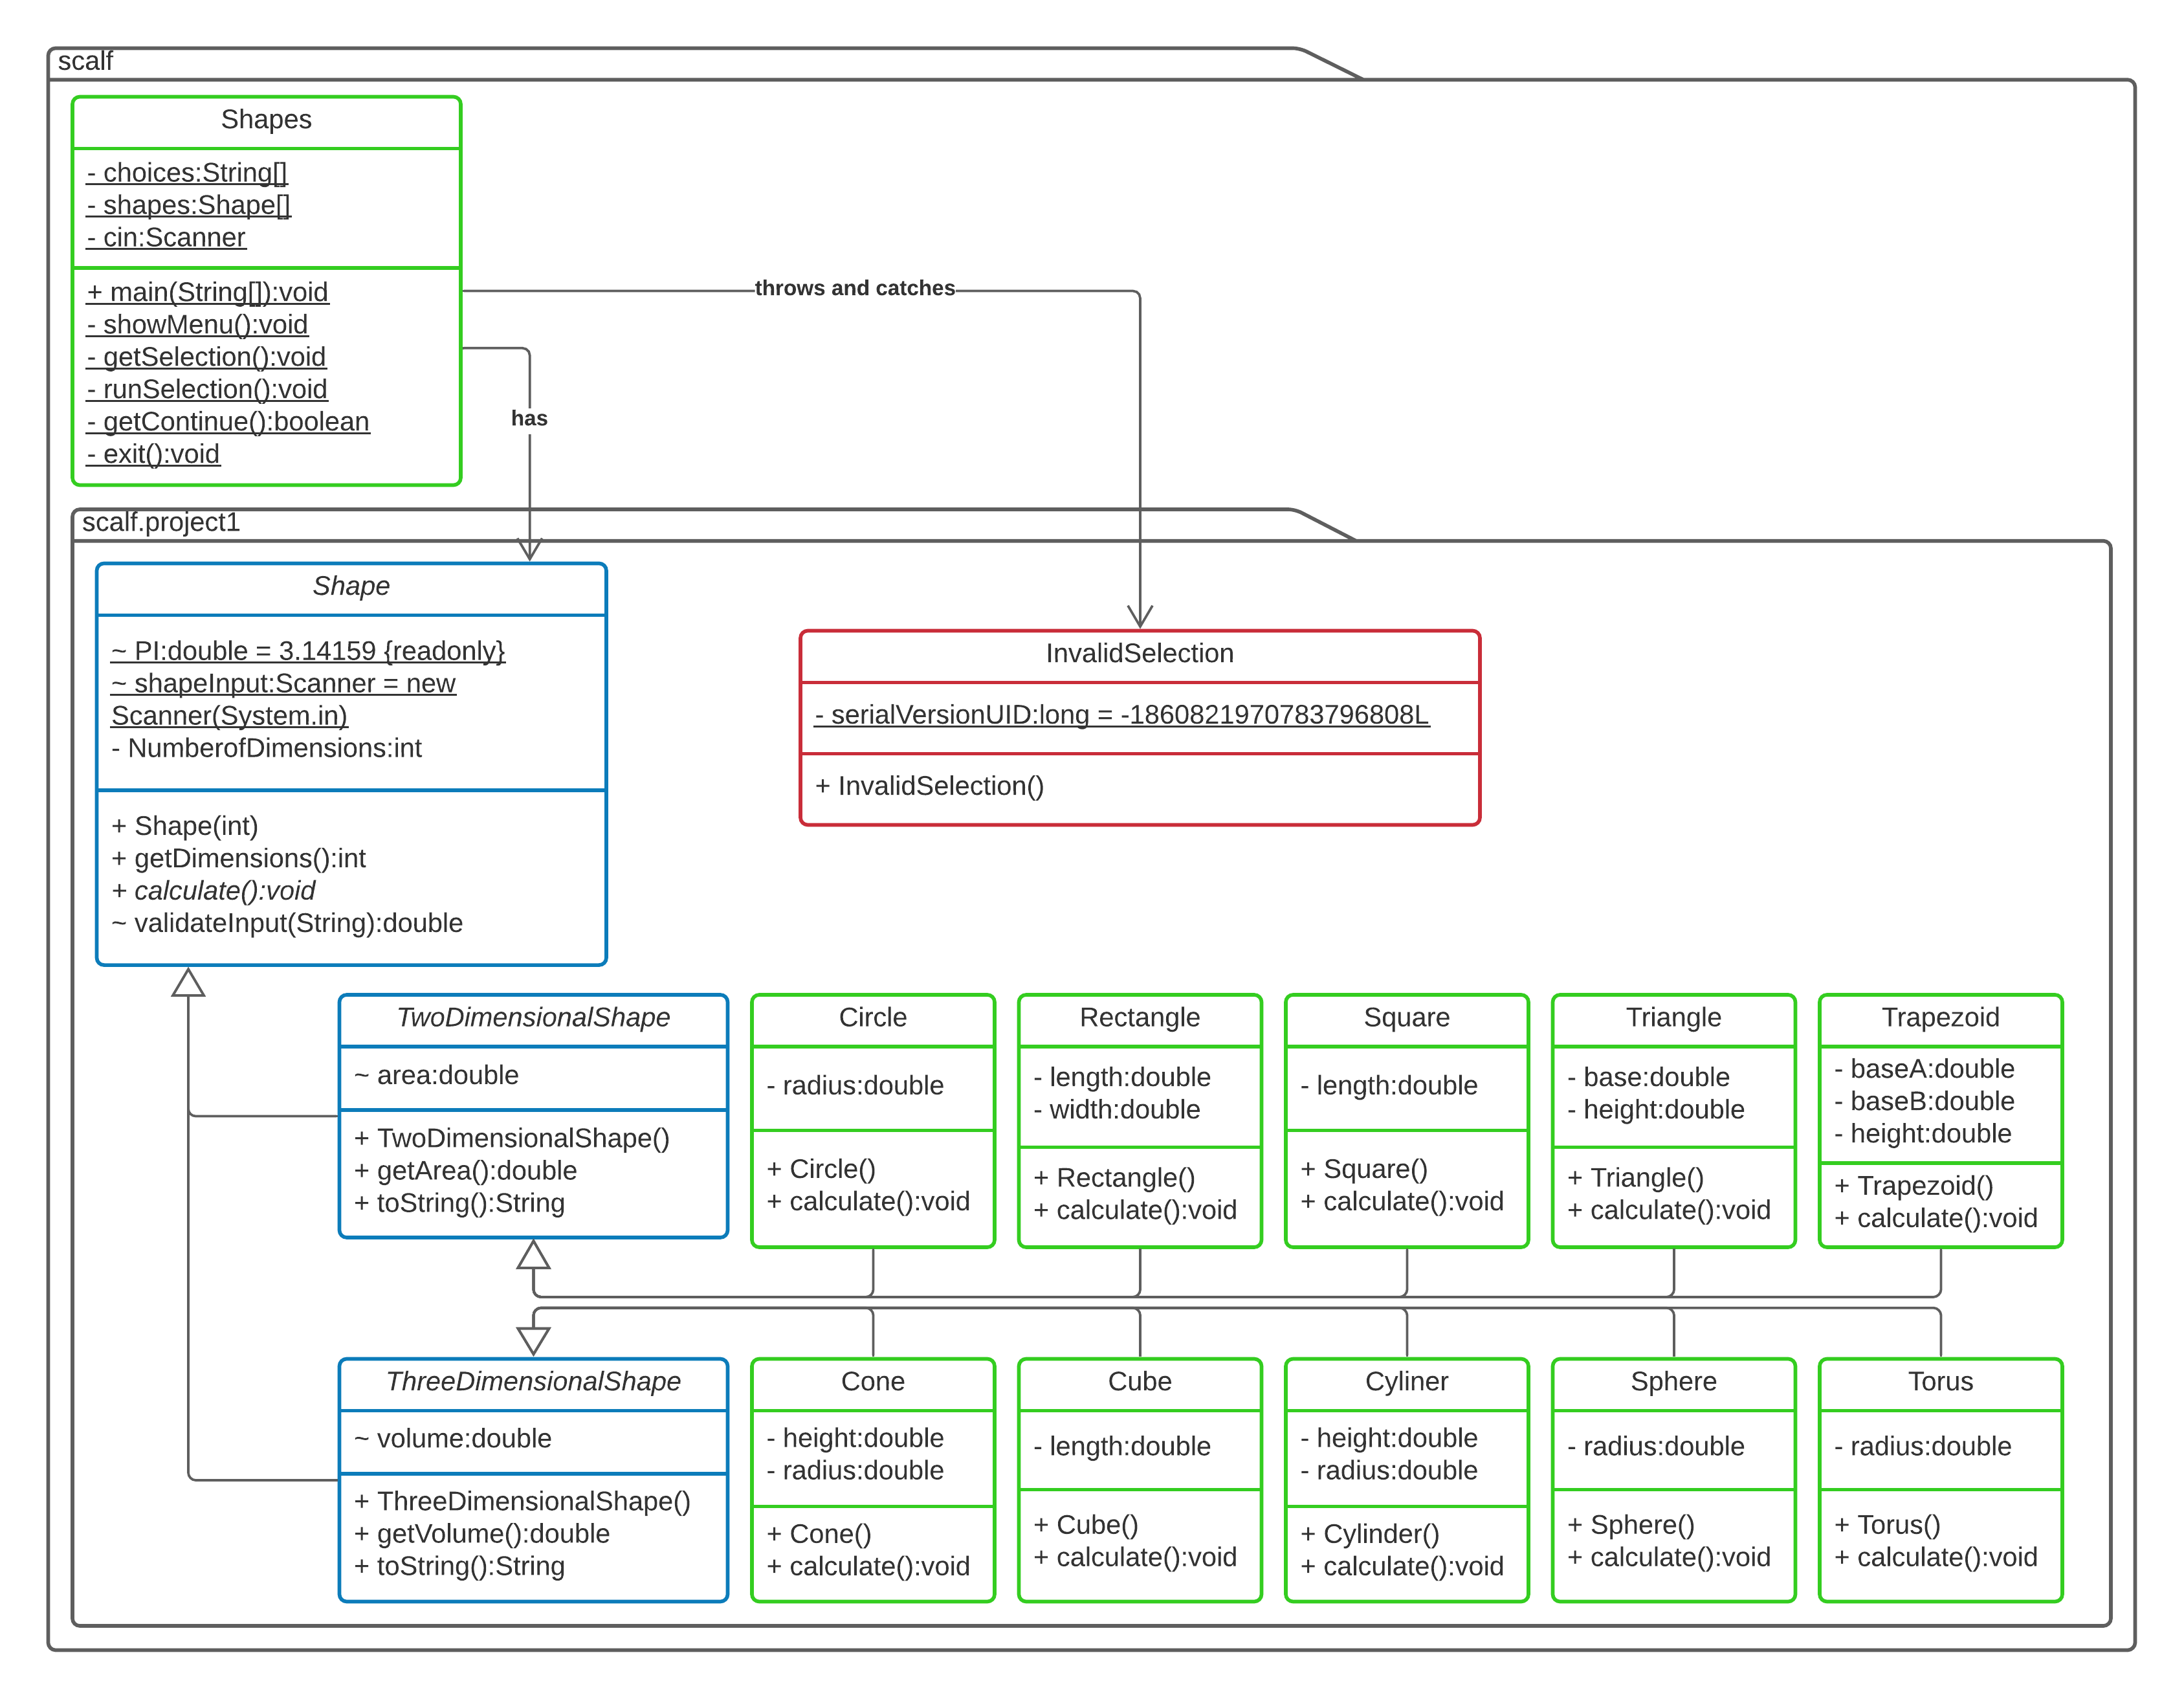 scalf
Shapes
- choices:String[]
- shapes:Shape[]
- cin:Scanner
+ main(String[]):void
- showMenu():void
- getSelection():void
- runSelection():void
- getContinue():boolean
- exit():void
throws and catches
has
scalf.project1
Shape
~ PI:double = 3.14159 {readonly}
~ shapeInput:Scanner = new
Scanner(System.in)
- NumberofDimensions:int
+ Shape(int)
+ getDimensions():int
+ calculate():void
~ validateInput(String):double
InvalidSelection
- serialVersionUID:long = -1860821970783796808L
+ InvalidSelection()
TwoDimensionalShape
~ area:double
+ TwoDimensionalShape()
+ getArea():double
+ toString():String
Circle
- radius:double
+ Circle()
+ calculate():void
Rectangle
- length:double
- width:double
+ Rectangle()
+ calculate():void
Square
- length:double
+ Square()
+ calculate():void
Triangle
- base:double
- height:double
+ Triangle()
+ calculate():void
Trapezoid
- baseA:double
- baseB:double
- height:double
+ Trapezoid()
+ calculate():void
ThreeDimensionalShape
~ volume:double
+ ThreeDimensionalShape()
+ getVolume():double
+ toString():String
Cone
- height:double
- radius:double
+ Cone()
+ calculate():void
Cube
- length:double
+ Cube()
+ calculate():void
Cyliner
- height:double
- radius:double
+ Cylinder()
+ calculate():void
Sphere
- radius:double
+ Sphere()
+ calculate():void
Torus
- radius:double
+ Torus()
+ calculate():void